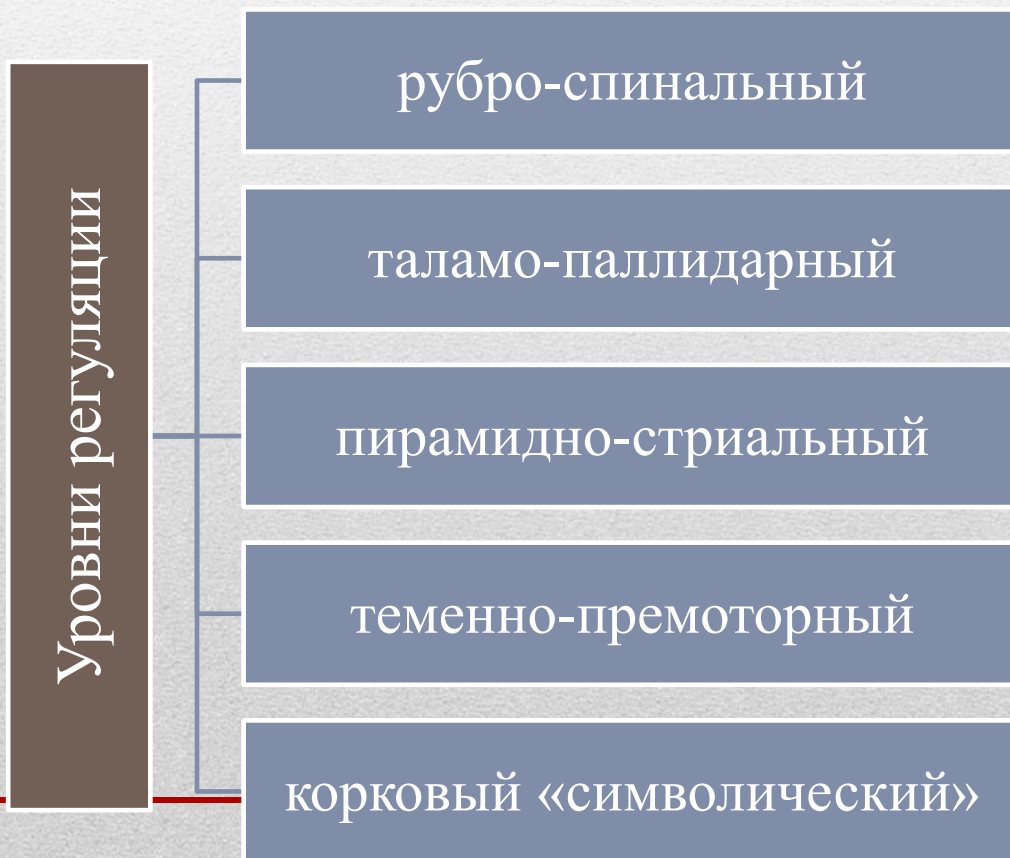 Уровни регуляции
рубро-спинальный
таламо-паллидарный
пирамидно-стриальный
теменно-премоторный
корковый «символический»